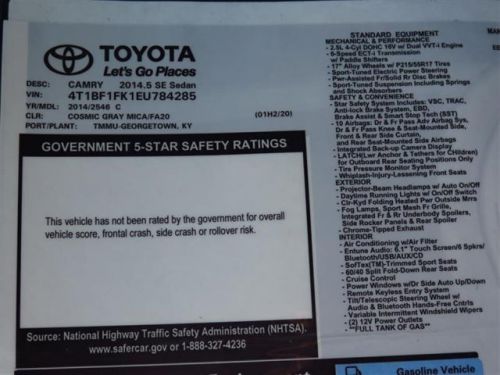 TOYOTA
Let's Go Places
DESC: CAMRY 2014.5 SE Sedan
VIN: 4T1BF1FK1EU784285
YR/MDL: 2014/2546 C
CLR: COSMIC GRAY MICA/FA20 (01H2/20)
PORT/PLANT: TMMU-GEORGETOWN, KY
GOVERNMENT 5-STAR SAFETY RATINGS
This vehicle has not been rated by the government for overall
vehicle score, frontal crash, side crash or rollover risk.
Source: National Highway Traffic Safety Administration (NHTSA).
www.safercar.gov or 1-888-327-4236
STANDARD EQUIPMENT
MECHANICAL & PERFORMANCE
- 2.5L 4-Cyl DOHC 16V w/ Dual VVT-i Engine
- 6-Speed ECT-i Transmission
w/ Paddle Shifters
- 17" Alloy Wheels w/ P215/55R17 Tires
- Sport-Tuned Electric Power Steering
- Pwr-Assisted Fr/Solid Rr Disc Brakes
- Sport-Tuned Suspension Including Springs
and Shock Absorbers
SAFETY & CONVENIENCE
- Star Safety System Includes: VSC, TRAC,
Anti-lock Brake System, EBD,
Brake Assist & Smart Stop Tech (SST)
- 10 Airbags: Dr & Fr Pass Adv Airbag Sys,
Dr & Fr Pass Knee & Seat-Mounted Side,
Front & Rear Side Curtain,
and Rear Seat-Mounted Side Airbags
- Integrated Back-up Camera Display
- LATCH(Lwr Anchor & Tethers for CHildren)
for Outboard Rear Seating Positions Only
- Tire Pressure Monitor System
- Whiplash-Injury-Lessening Front Seats
EXTERIOR
- Projector-Beam Headlamps w/ Auto On/Off
- Daytime Running Lights w/ On/Off Switch
- Clr-Kyd Folding Heated Pwr Outside Mrrs
- Fog Lamps, Sport Mesh Fr Grille,
Integrated Fr & Rr Underbody Spoilers,
Side Rocker Panels & Rear Spoiler
- Chrome-Tipped Exhaust
INTERIOR
- Air Conditioning w/Air Filter
- Entune Audio: 6.1" Touch Screen/6 Spkrs/
Bluetooth/USB/AUX/CD
- SofTex(TM)-Trimmed Sport Seats
- 60/40 Split Fold-Down Rear Seats
- Cruise Control
- Power Windows w/Dr Side Auto Up/Down
- Remote Keyless Entry System
- Tilt/Telescopic Steering Wheel w/
Audio & Bluetooth Hands-Free Cntrls
- Variable Intermittent Windshield Wipers
- (2) 12V Power Outlets
- **FULL TANK OF GAS**
Gasoline Vehicle